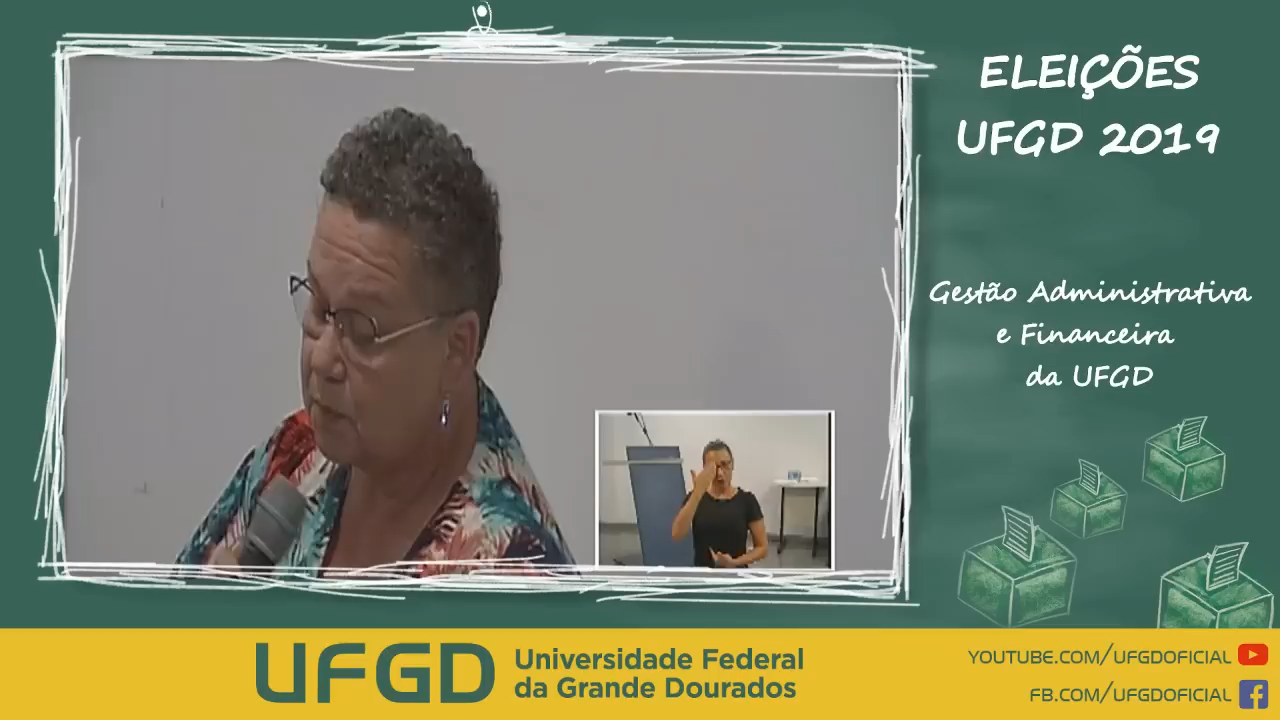 ELEIÇÕES
UFGD 2019
Gestão Administrativa
e Financeira
da UFGD
UFGD
Universidade Federal
da Grande Dourados
YOUTUBE.COM/UFGDOFICIAL
FB.COM/UFGDOFICIAL